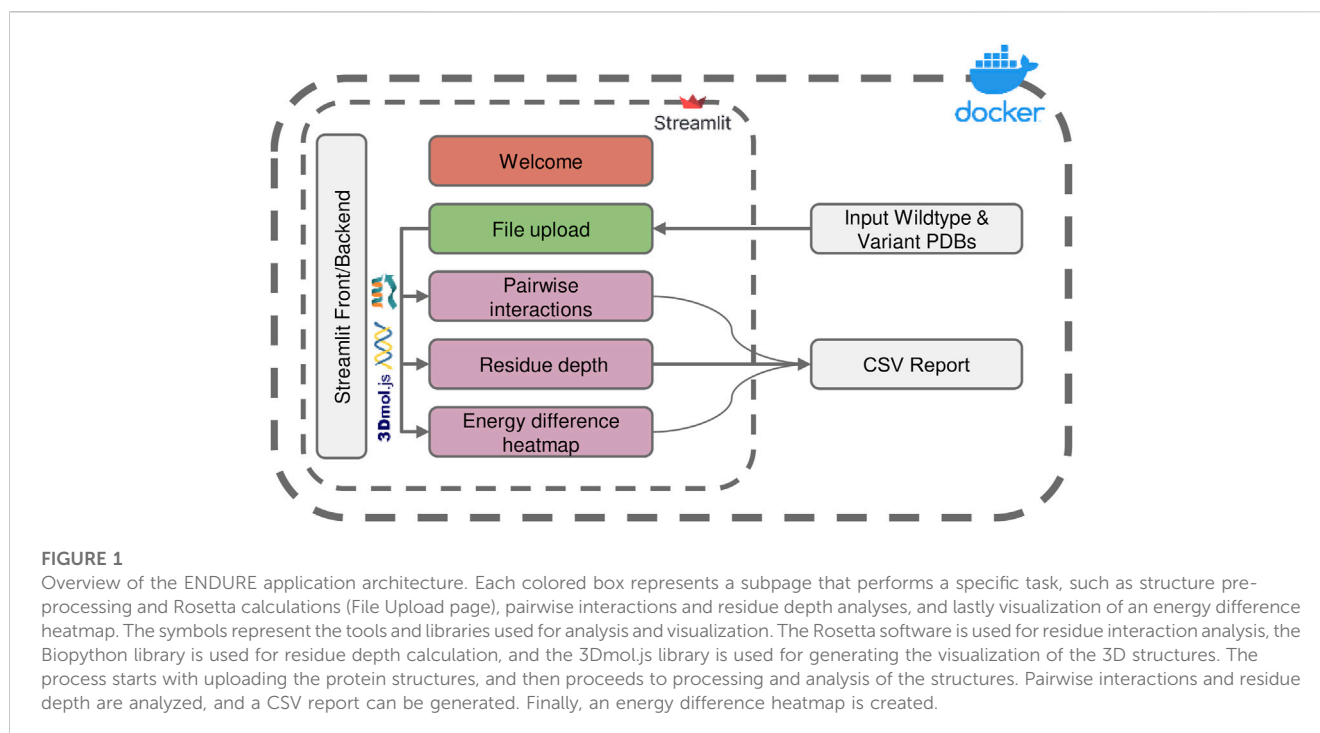 docker
Streamlit
Streamlit Front/Backend
Welcome
File upload
Input Wildtype &
Variant PDBs
Pairwise
interactions
Residue depth
CSV Report
3Dmol.js
Energy difference
heatmap
FIGURE 1
Overview of the ENDURE application architecture. Each colored box represents a subpage that performs a specific task, such as structure pre-
processing and Rosetta calculations (File Upload page), pairwise interactions and residue depth analyses, and lastly visualization of an energy difference
heatmap. The symbols represent the tools and libraries used for analysis and visualization. The Rosetta software is used for residue interaction analysis, the
Biopython library is used for residue depth calculation, and the 3Dmol.js library is used for generating the visualization of the 3D structures. The
process starts with uploading the protein structures, and then proceeds to processing and analysis of the structures. Pairwise interactions and residue
depth are analyzed, and a CSV report can be generated. Finally, an energy difference heatmap is created.